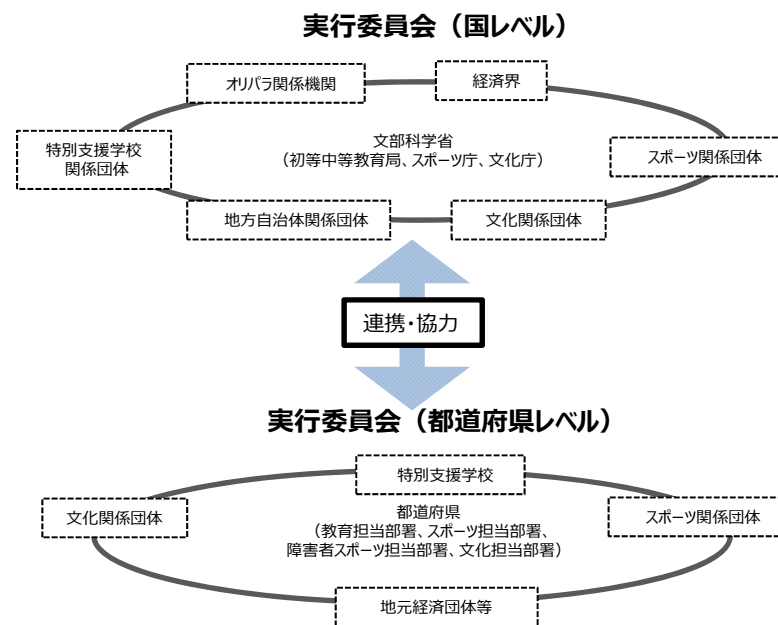 実行委員会（国レベル）
オリパラ関係機関
経済界
特別支援学校
関係団体
文部科学省
（初等中等教育局、スポーツ庁、文化庁）
スポーツ関係団体
地方自治体関係団体
文化関係団体
連携・協力
実行委員会（都道府県レベル）
特別支援学校
文化関係団体
都道府県
（教育担当部署、スポーツ担当部署、
障害者スポーツ担当部署、文化担当部署）
スポーツ関係団体
地元経済団体等